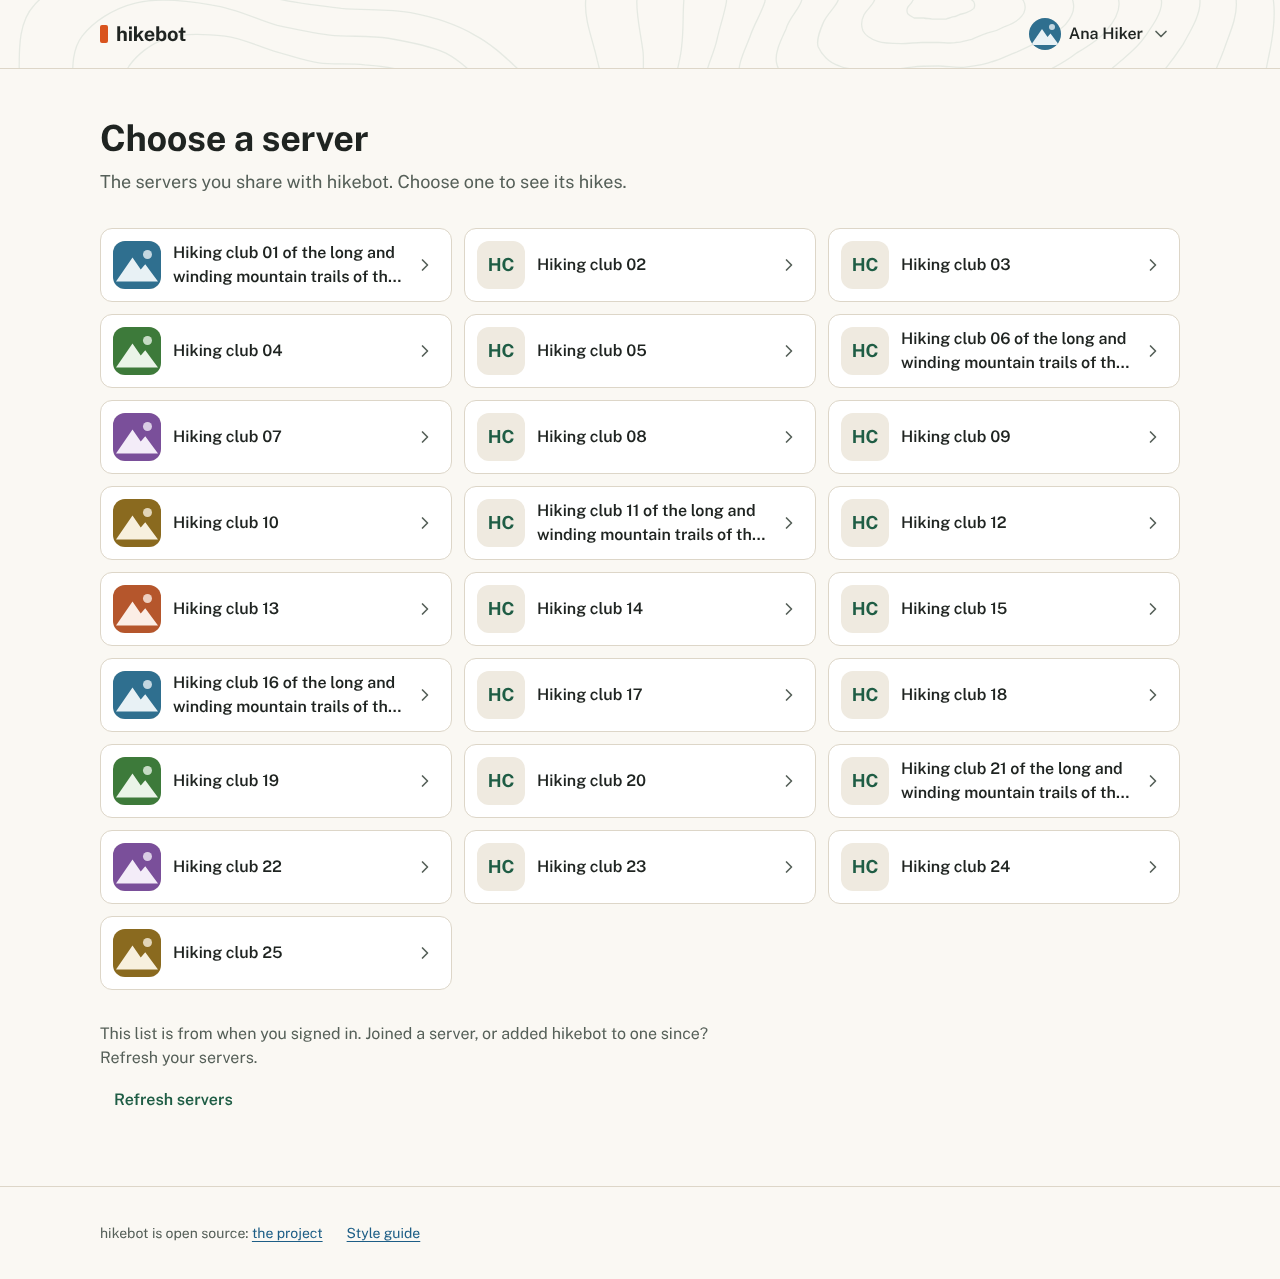 hikebot
Ana Hiker
Choose a server
The servers you share with hikebot. Choose one to see its hikes.
Hiking club 01 of the long and
winding mountain trails of th...
HC
Hiking club 02
HC
Hiking club 03
Hiking club 04
HC
Hiking club 05
HC
Hiking club 06 of the long and
winding mountain trails of th...
Hiking club 07
HC
Hiking club 08
HC
Hiking club 09
Hiking club 10
HC
Hiking club 11 of the long and
winding mountain trails of th...
HC
Hiking club 12
Hiking club 13
HC
Hiking club 14
HC
Hiking club 15
Hiking club 16 of the long and
winding mountain trails of th...
HC
Hiking club 17
HC
Hiking club 18
Hiking club 19
HC
Hiking club 20
HC
Hiking club 21 of the long and
winding mountain trails of th...
Hiking club 22
HC
Hiking club 23
HC
Hiking club 24
Hiking club 25
This list is from when you signed in. Joined a server, or added hikebot to one since?
Refresh your servers.
Refresh servers
hikebot is open source: the project
Style guide